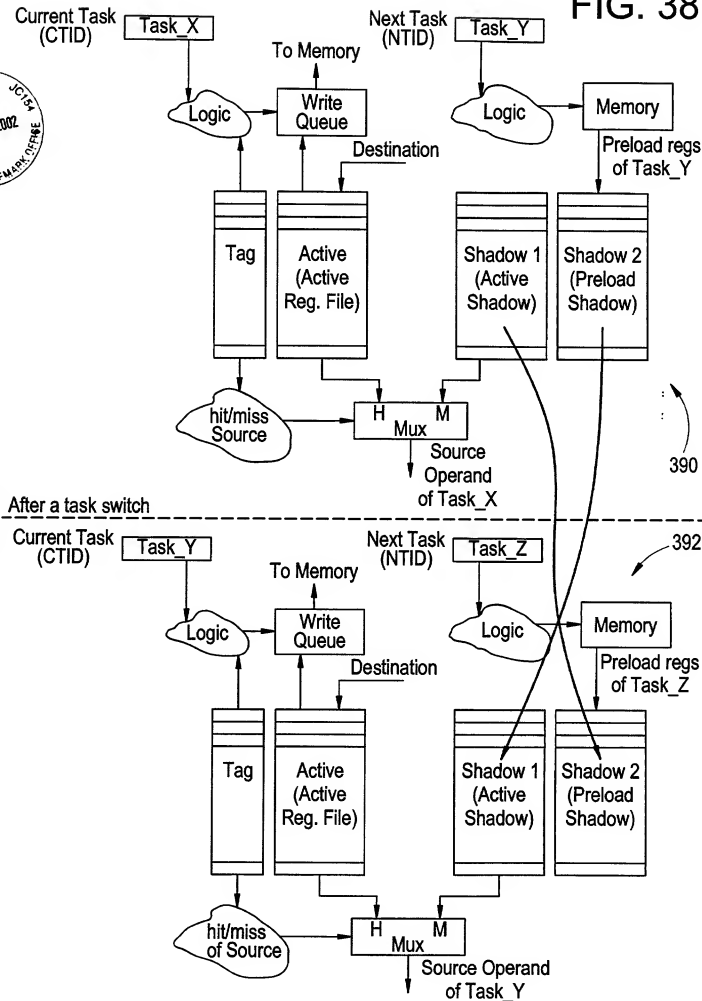 FIG. 38
Current Task
(CTID)
Task_X
Next Task
(NTID)
Task_Y
JC154
2002
MARK OFFICE
To Memory
Logic
Write
Queue
Logic
Memory
Destination
Preload regs
of Task_Y
Tag
Active
(Active
Reg. File)
Shadow 1
(Active
Shadow)
Shadow 2
(Preload
Shadow)
hit/miss
Source
H M
Mux
Source
Operand
of Task_X
390
After a task switch
Current Task
(CTID)
Task_Y
Next Task
(NTID)
Task_Z
392
To Memory
Logic
Write
Queue
Logic
Memory
Destination
Preload regs
of Task_Z
Tag
Active
(Active
Reg. File)
Shadow 1
(Active
Shadow)
Shadow 2
(Preload
Shadow)
hit/miss
of Source
H M
Mux
Source Operand
of Task_Y